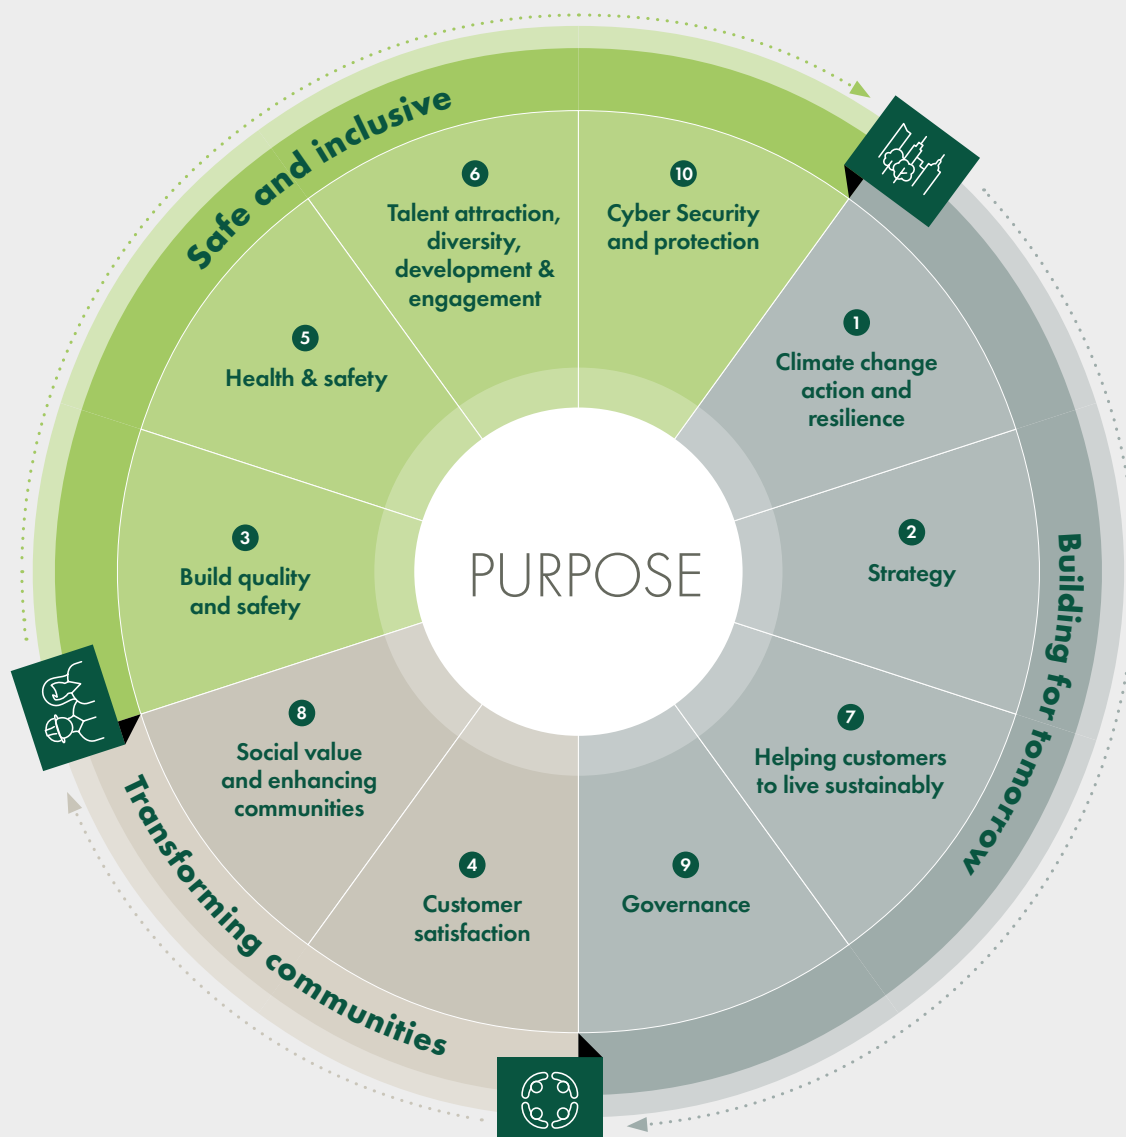 Safe and inclusive
6
Talent attraction,
diversity,
development &
engagement
10
Cyber Security
and protection
5
Health & safety
1
Climate change
action and
resilience
3
Build quality
and safety
PURPOSE
2
Strategy
Building for tomorrow
8
Social value
and enhancing
communities
7
Helping customers
to live sustainably
4
Customer
satisfaction
9
Governance
Transforming communities